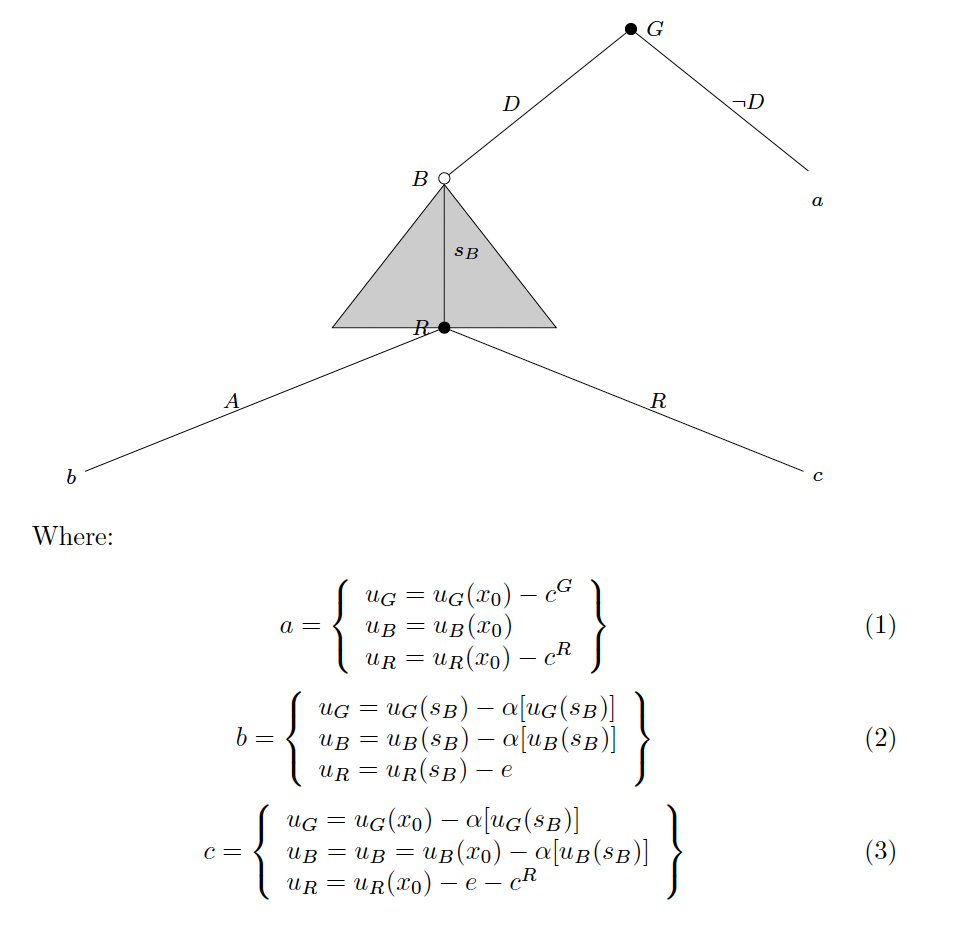 G
D
¬D
B
a
s_B
R
A
R
b
c
Where:
a = { u_G = u_G(x_0) − c^G
u_B = u_B(x_0)
u_R = u_R(x_0) − c^R } (1)
b = { u_G = u_G(s_B) − α[u_G(s_B)]
u_B = u_B(s_B) − α[u_B(s_B)]
u_R = u_R(s_B) − e } (2)
c = { u_G = u_G(x_0) − α[u_G(s_B)]
u_B = u_B = u_B(x_0) − α[u_B(s_B)]
u_R = u_R(x_0) − e − c^R } (3)